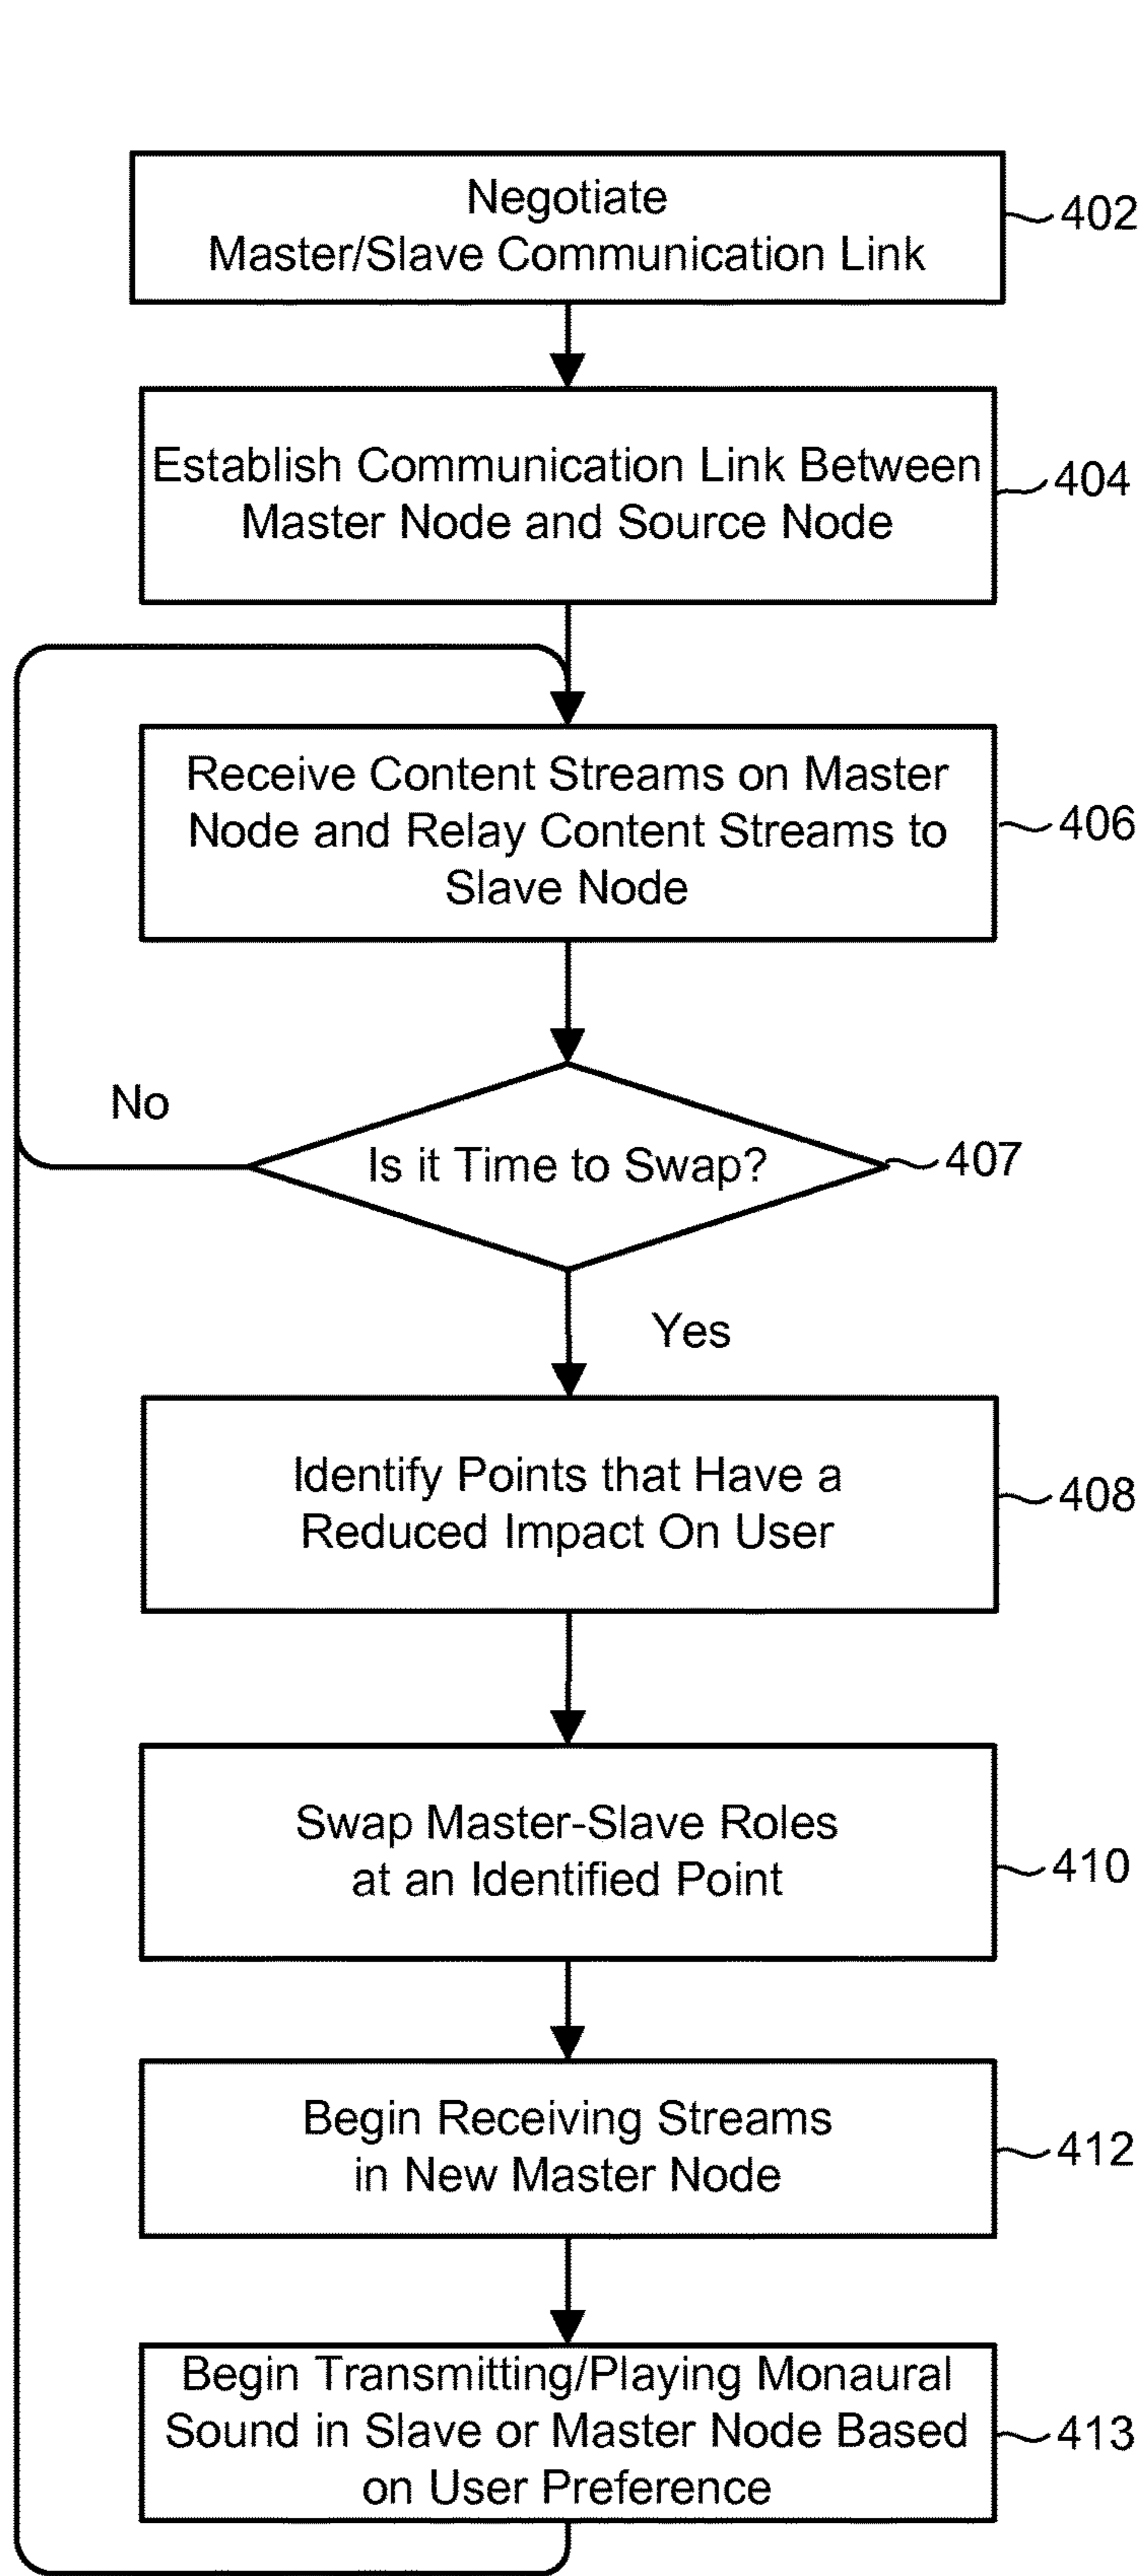 Negotiate
Master/Slave Communication Link
402
Establish Communication Link Between
Master Node and Source Node
404
Receive Content Streams on Master
Node and Relay Content Streams to
Slave Node
406
No
Is it Time to Swap?
407
Yes
Identify Points that Have a
Reduced Impact On User
408
Swap Master-Slave Roles
at an Identified Point
410
Begin Receiving Streams
in New Master Node
412
Begin Transmitting/Playing Monaural
Sound in Slave or Master Node Based
on User Preference
413